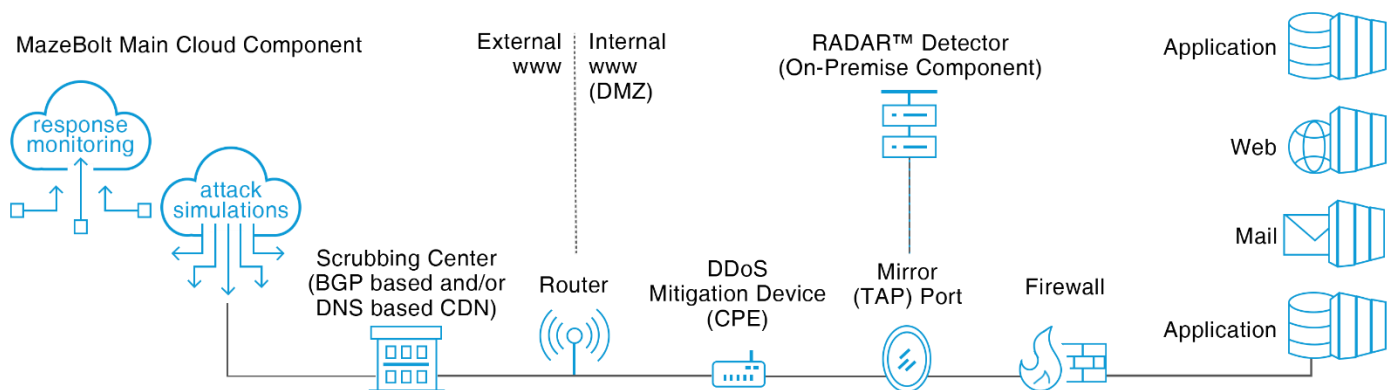 MazeBolt Main Cloud Component
response
monitoring
attack
simulations
Scrubbing Center
(BGP based and/or
DNS based CDN)
External
www
Internal
www
(DMZ)
Router
DDoS
Mitigation Device
(CPE)
RADAR™ Detector
(On-Premise Component)
Mirror
(TAP) Port
Firewall
Application
Web
Mail
Application